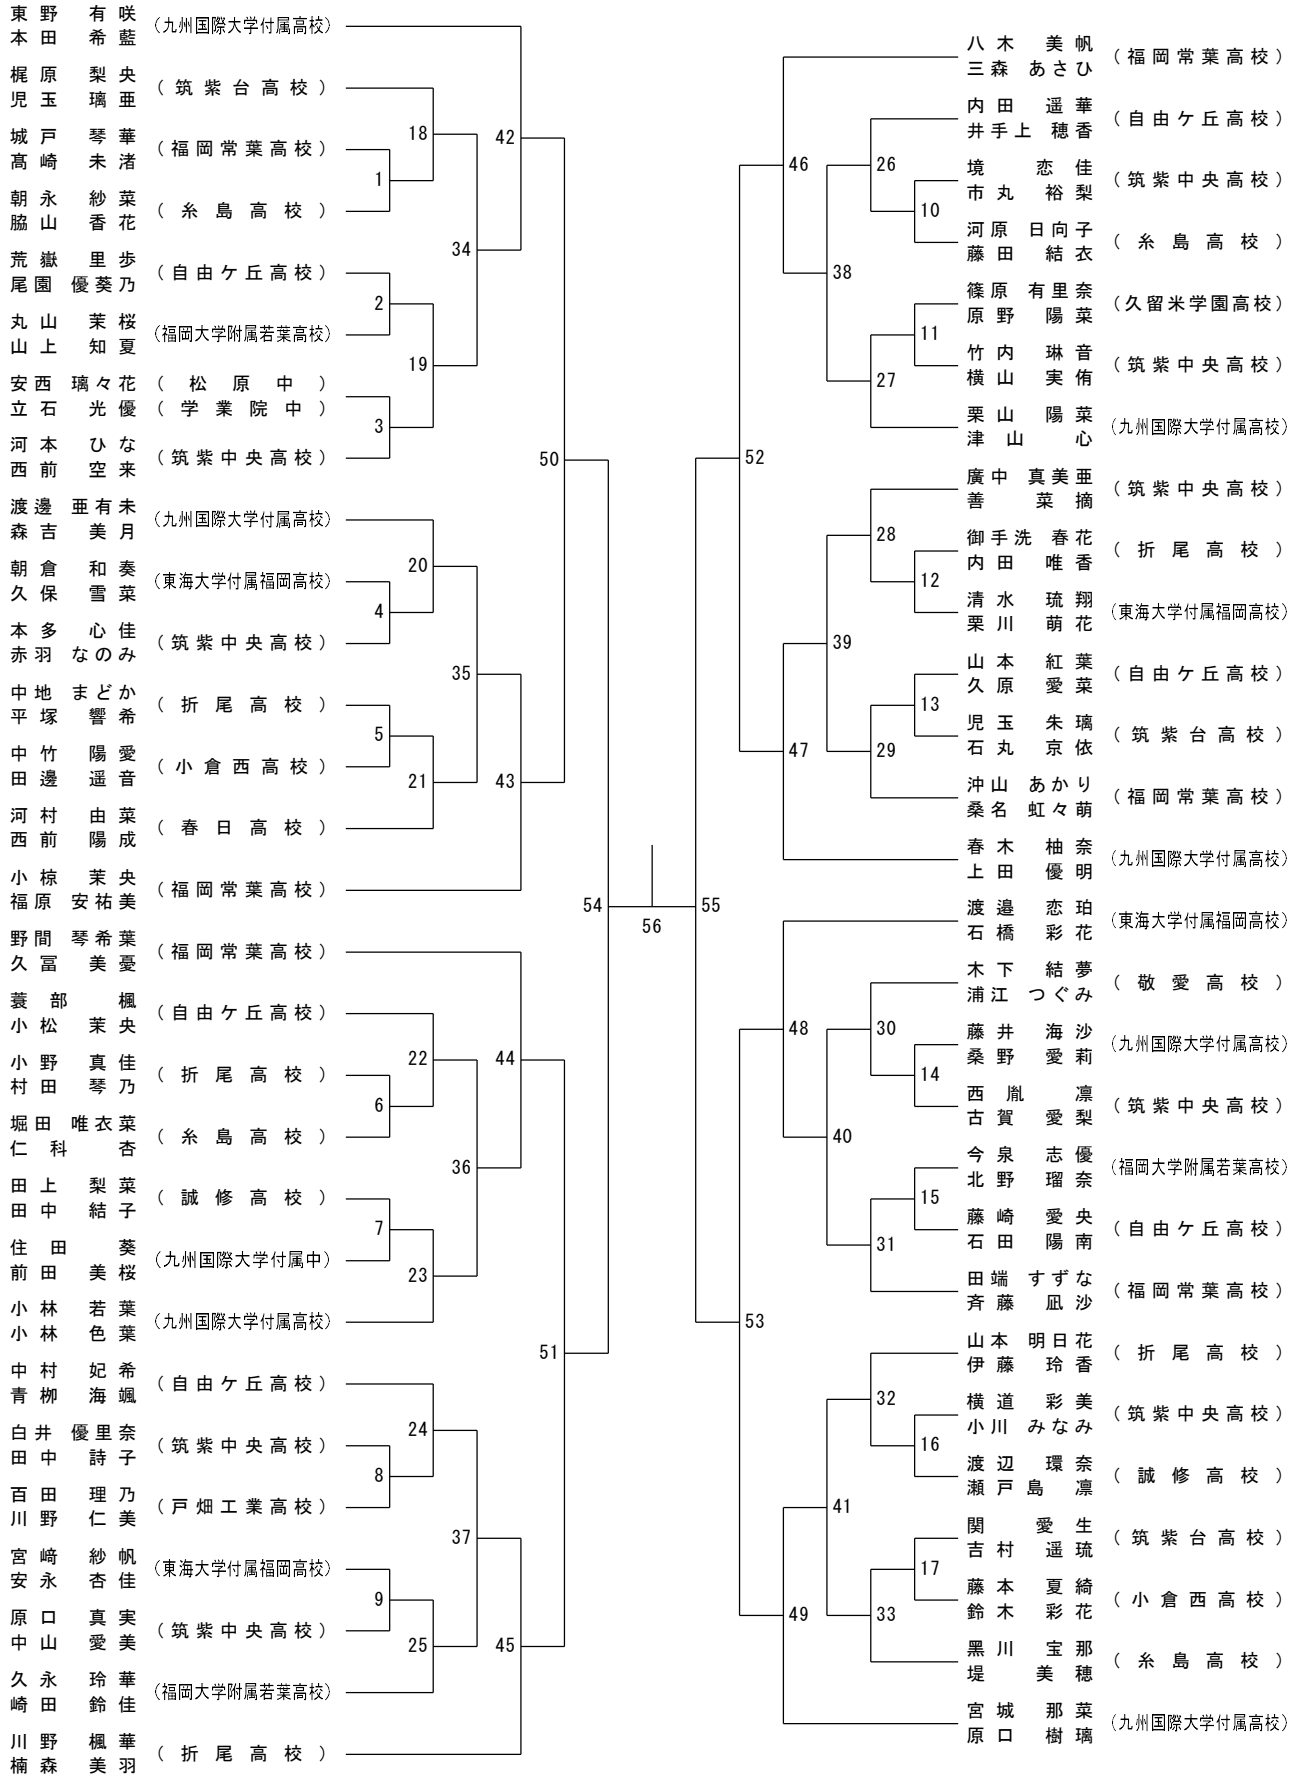 東野 有咲
本田 希藍
(九州国際大学付属高校)
梶原 梨央
児玉 璃亜
(筑紫台高校)
城戸 琴華
髙崎 未渚
(福岡常葉高校)
朝永 紗菜
脇山 香花
(糸島高校)
荒嶽 里歩
尾園 優葵乃
(自由ケ丘高校)
丸山 茉桜
山上 知夏
(福岡大学附属若葉高校)
安西 璃々花 (松原中)
立石 光優 (学業院中)
河本 ひな
西前 空来
(筑紫中央高校)
渡邊 亜有未
森吉 美月
(九州国際大学付属高校)
朝倉 和奏
久保 雪菜
(東海大学付属福岡高校)
本多 心佳
赤羽 なのみ
(筑紫中央高校)
中地 まどか
平塚 響希
(折尾高校)
中竹 陽愛
田邊 遥音
(小倉西高校)
河村 由菜
西前 陽成
(春日高校)
小椋 茉央
福原 安祐美
(福岡常葉高校)
野間 琴希葉
久冨 美憂
(福岡常葉高校)
蓑部 楓
小松 茉央
(自由ケ丘高校)
小野 真佳
村田 琴乃
(折尾高校)
堀田 唯衣菜
仁科 杏
(糸島高校)
田上 梨菜
田中 結子
(誠修高校)
住田 葵
前田 美桜
(九州国際大学付属中)
小林 若葉
小林 色葉
(九州国際大学付属高校)
中村 妃希
青栁 海颯
(自由ケ丘高校)
白井 優里奈
田中 詩子
(筑紫中央高校)
百田 理乃
川野 仁美
(戸畑工業高校)
宮﨑 紗帆
安永 杏佳
(東海大学付属福岡高校)
原口 真実
中山 愛美
(筑紫中央高校)
久永 玲華
崎田 鈴佳
(福岡大学附属若葉高校)
川野 楓華
楠森 美羽
(折尾高校)
1
2
3
4
5
6
7
8
9
18
19
20
21
22
23
24
25
34
35
36
37
42
43
44
45
50
51
54
56
55
52
53
46
47
48
49
38
39
40
41
26
27
28
29
30
31
32
33
10
11
12
13
14
15
16
17
八木 美帆
三森 あさひ
(福岡常葉高校)
内田 遥華
井手上 穂香
(自由ケ丘高校)
境 恋佳
市丸 裕梨
(筑紫中央高校)
河原 日向子
藤田 結衣
(糸島高校)
篠原 有里奈
原野 陽菜
(久留米学園高校)
竹内 琳音
横山 実侑
(筑紫中央高校)
栗山 陽菜
津山 心
(九州国際大学付属高校)
廣中 真美亜
善 菜摘
(筑紫中央高校)
御手洗 春花
内田 唯香
(折尾高校)
清水 琉翔
栗川 萌花
(東海大学付属福岡高校)
山本 紅葉
久原 愛菜
(自由ケ丘高校)
児玉 朱璃
石丸 京依
(筑紫台高校)
沖山 あかり
桑名 虹々萌
(福岡常葉高校)
春木 柚奈
上田 優明
(九州国際大学付属高校)
渡邉 恋珀
石橋 彩花
(東海大学付属福岡高校)
木下 結夢
浦江 つぐみ
(敬愛高校)
藤井 海沙
桑野 愛莉
(九州国際大学付属高校)
西胤 凛
古賀 愛梨
(筑紫中央高校)
今泉 志優
北野 瑠奈
(福岡大学附属若葉高校)
藤崎 愛央
石田 陽南
(自由ケ丘高校)
田端 すずな
斉藤 凪沙
(福岡常葉高校)
山本 明日花
伊藤 玲香
(折尾高校)
横道 彩美
小川 みなみ
(筑紫中央高校)
渡辺 環奈
瀬戸島 凛
(誠修高校)
関 愛生
吉村 遥琉
(筑紫台高校)
藤本 夏綺
鈴木 彩花
(小倉西高校)
黒川 宝那
堤 美穂
(糸島高校)
宮城 那菜
原口 樹璃
(九州国際大学付属高校)